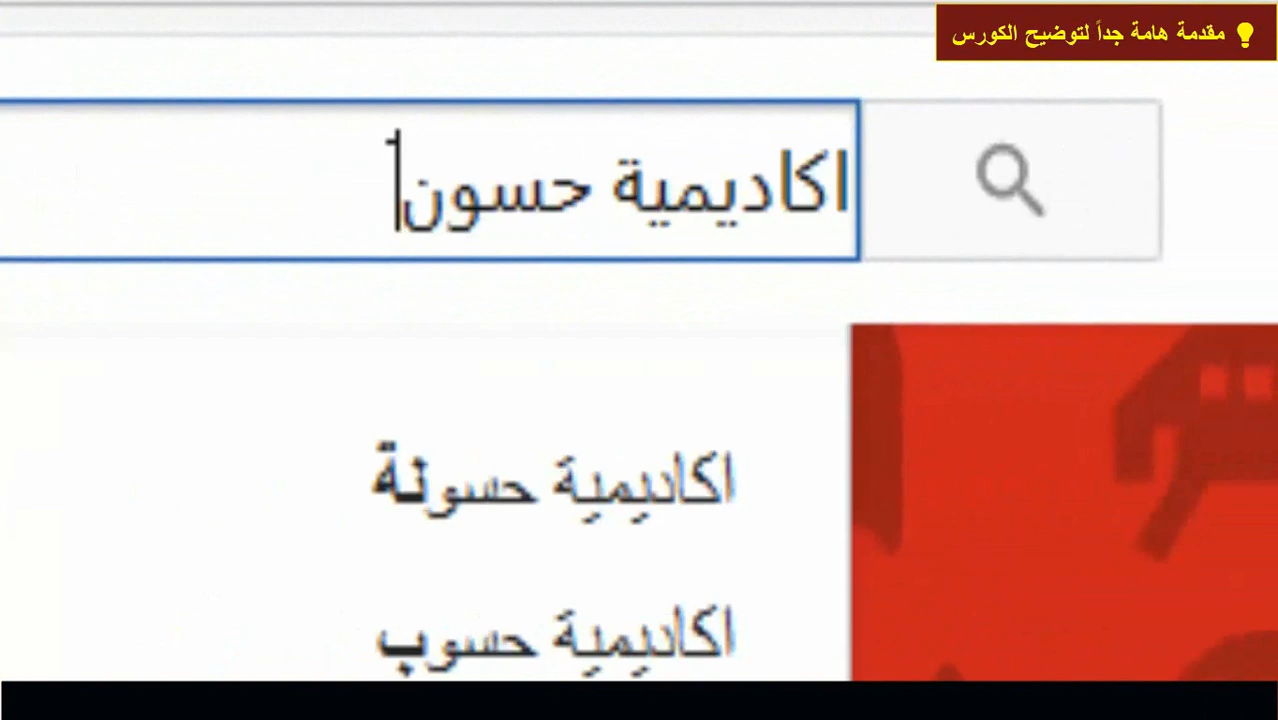 مقدمة هامة جداً لتوضيح الكورس
اكاديمية حسون
اكاديمية حسونة
اكاديمية حسوب